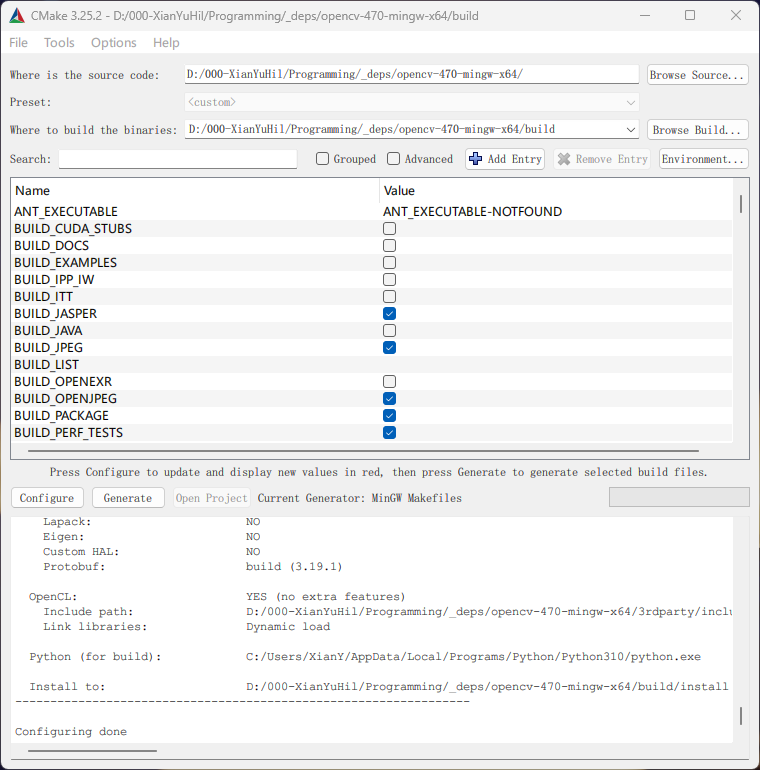 CMake 3.25.2 - D:/000-XianYuHil/Programming/_deps/opencv-470-mingw-x64/build
File Tools Options Help
Where is the source code: D:/000-XianYuHil/Programming/_deps/opencv-470-mingw-x64/ Browse Source...
Preset: <custom>
Where to build the binaries: D:/000-XianYuHil/Programming/_deps/opencv-470-mingw-x64/build Browse Build...
Search: Grouped Advanced Add Entry Remove Entry Environment...
Name Value
ANT_EXECUTABLE ANT_EXECUTABLE-NOTFOUND
BUILD_CUDA_STUBS
BUILD_DOCS
BUILD_EXAMPLES
BUILD_IPP_IW
BUILD_ITT
BUILD_JASPER
BUILD_JAVA
BUILD_JPEG
BUILD_LIST
BUILD_OPENEXR
BUILD_OPENJPEG
BUILD_PACKAGE
BUILD_PERF_TESTS
Press Configure to update and display new values in red, then press Generate to generate selected build files.
Configure Generate Open Project Current Generator: MinGW Makefiles
Lapack: NO
Eigen: NO
Custom HAL: NO
Protobuf: build (3.19.1)
OpenCL: YES (no extra features)
Include path: D:/000-XianYuHil/Programming/_deps/opencv-470-mingw-x64/3rdparty/inclu
Link libraries: Dynamic load
Python (for build): C:/Users/XianY/AppData/Local/Programs/Python/Python310/python.exe
Install to: D:/000-XianYuHil/Programming/_deps/opencv-470-mingw-x64/build/install
-----------------------------------------------------------------
Configuring done